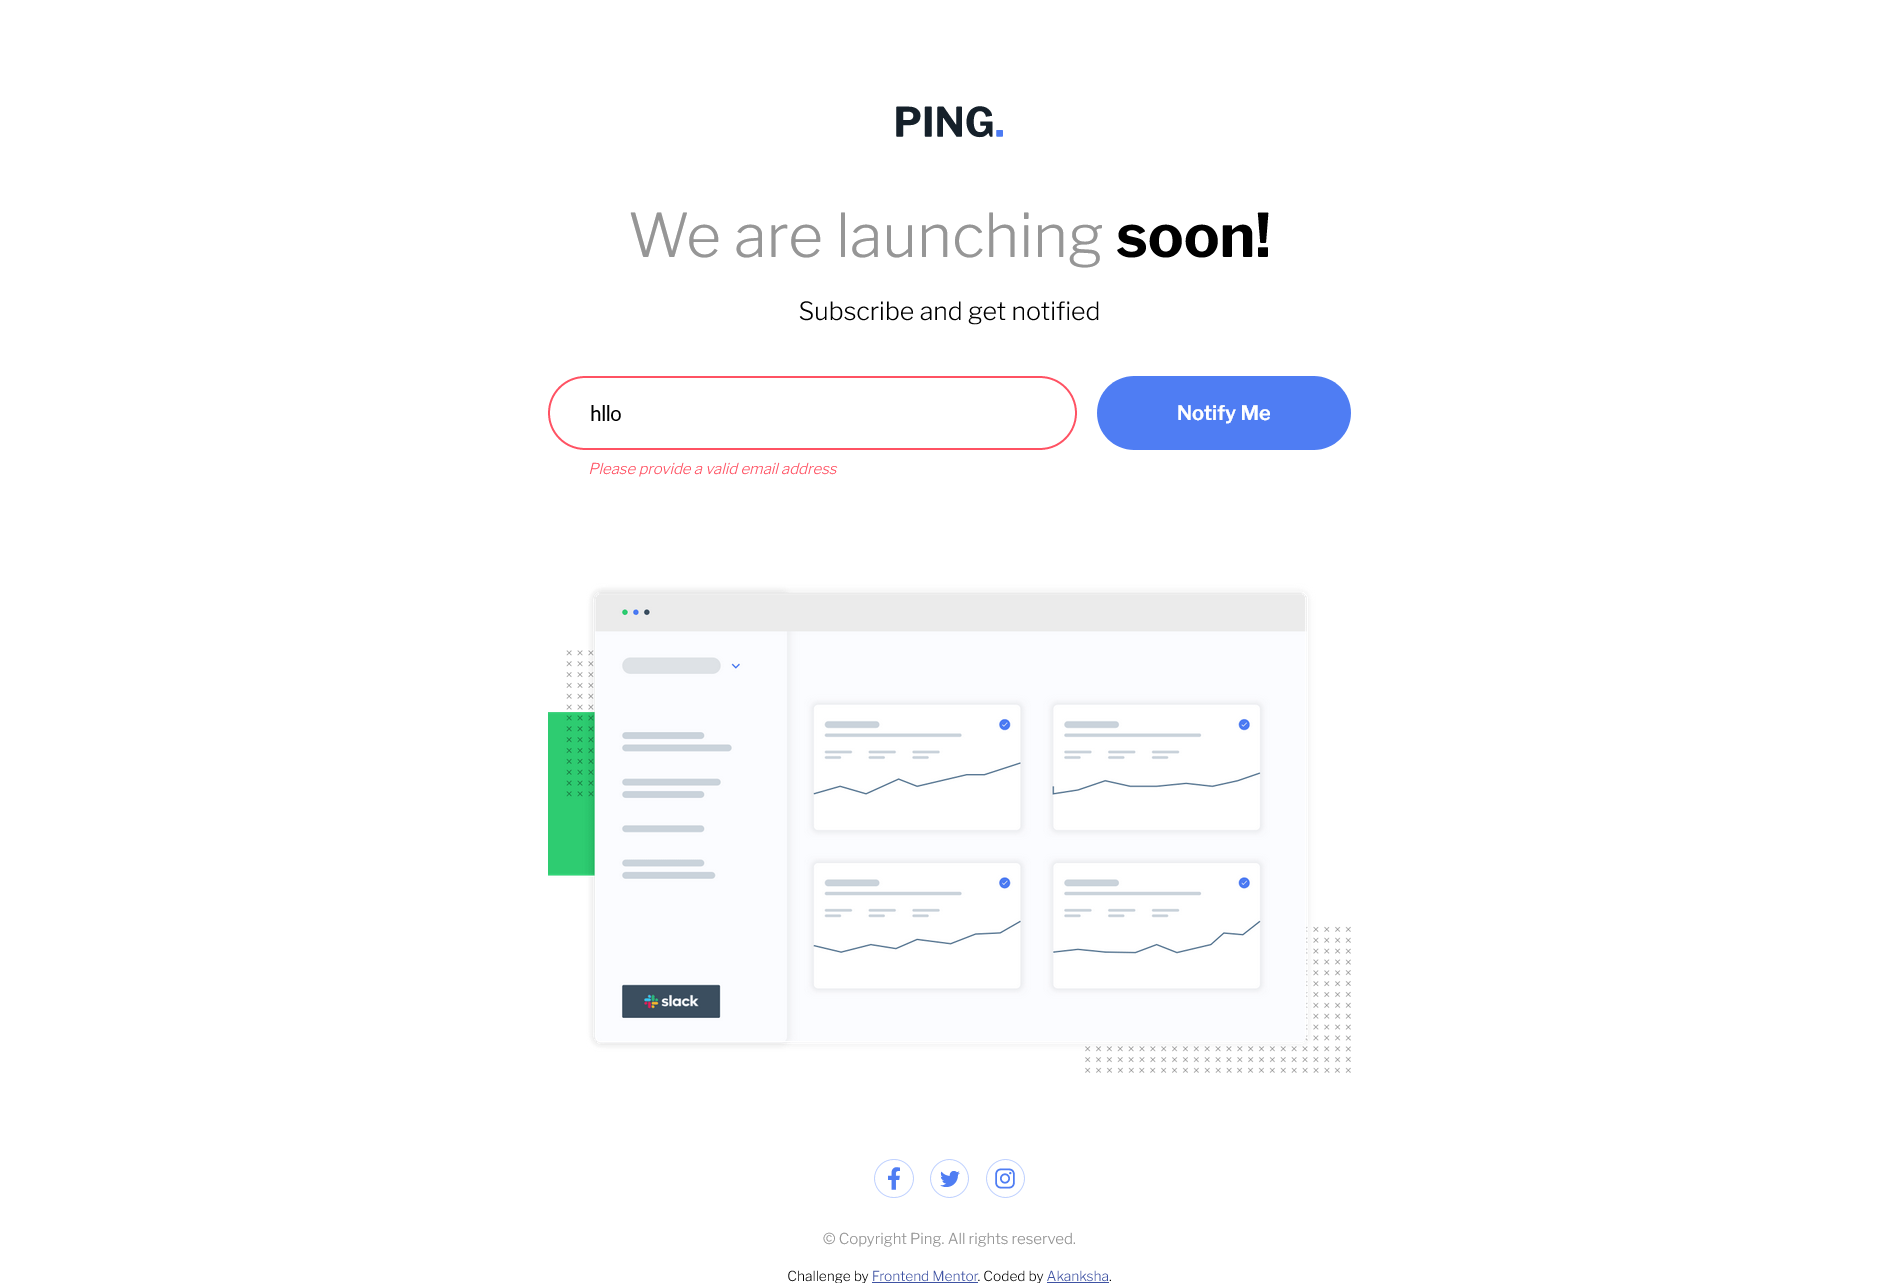 PING.
We are launching soon!
Subscribe and get notified
hllo
Notify Me
Please provide a valid email address
slack
© Copyright Ping. All rights reserved.
Challenge by Frontend Mentor. Coded by Akanksha.